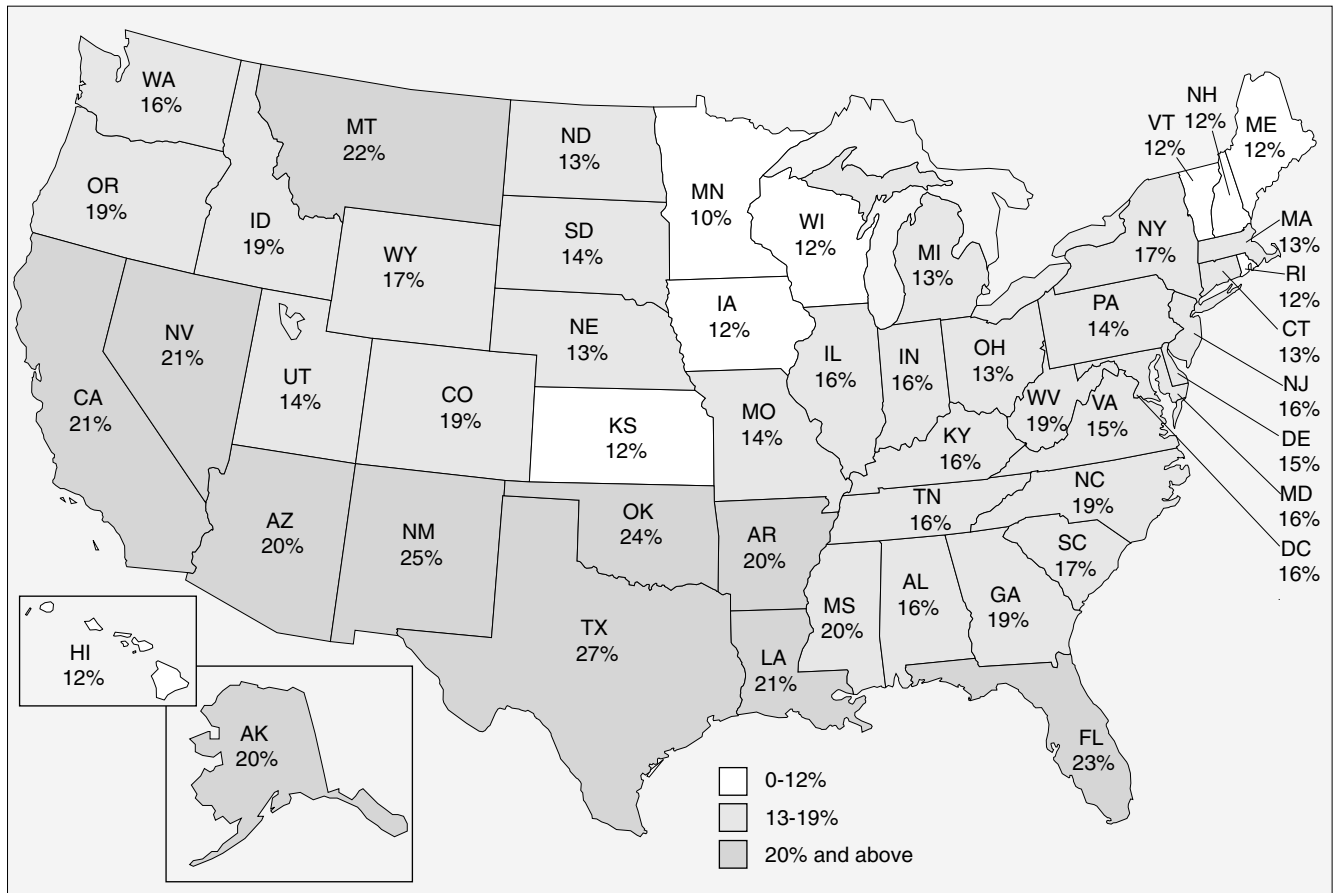 WA
16%
MT
22%
ND
13%
MN
10%
VT
12%
NH
12%
ME
12%
OR
19%
ID
19%
WY
17%
SD
14%
WI
12%
MI
13%
NY
17%
MA
13%
RI
12%
CT
13%
NJ
16%
DE
15%
MD
16%
DC
16%
NV
21%
CA
21%
UT
14%
CO
19%
NE
13%
IA
12%
IL
16%
IN
16%
OH
13%
PA
14%
WV
19%
VA
15%
KS
12%
MO
14%
KY
16%
AZ
20%
NM
25%
OK
24%
AR
20%
TN
16%
NC
19%
SC
17%
TX
27%
LA
21%
MS
20%
AL
16%
GA
19%
FL
23%
HI
12%
AK
20%
0-12%
13-19%
20% and above